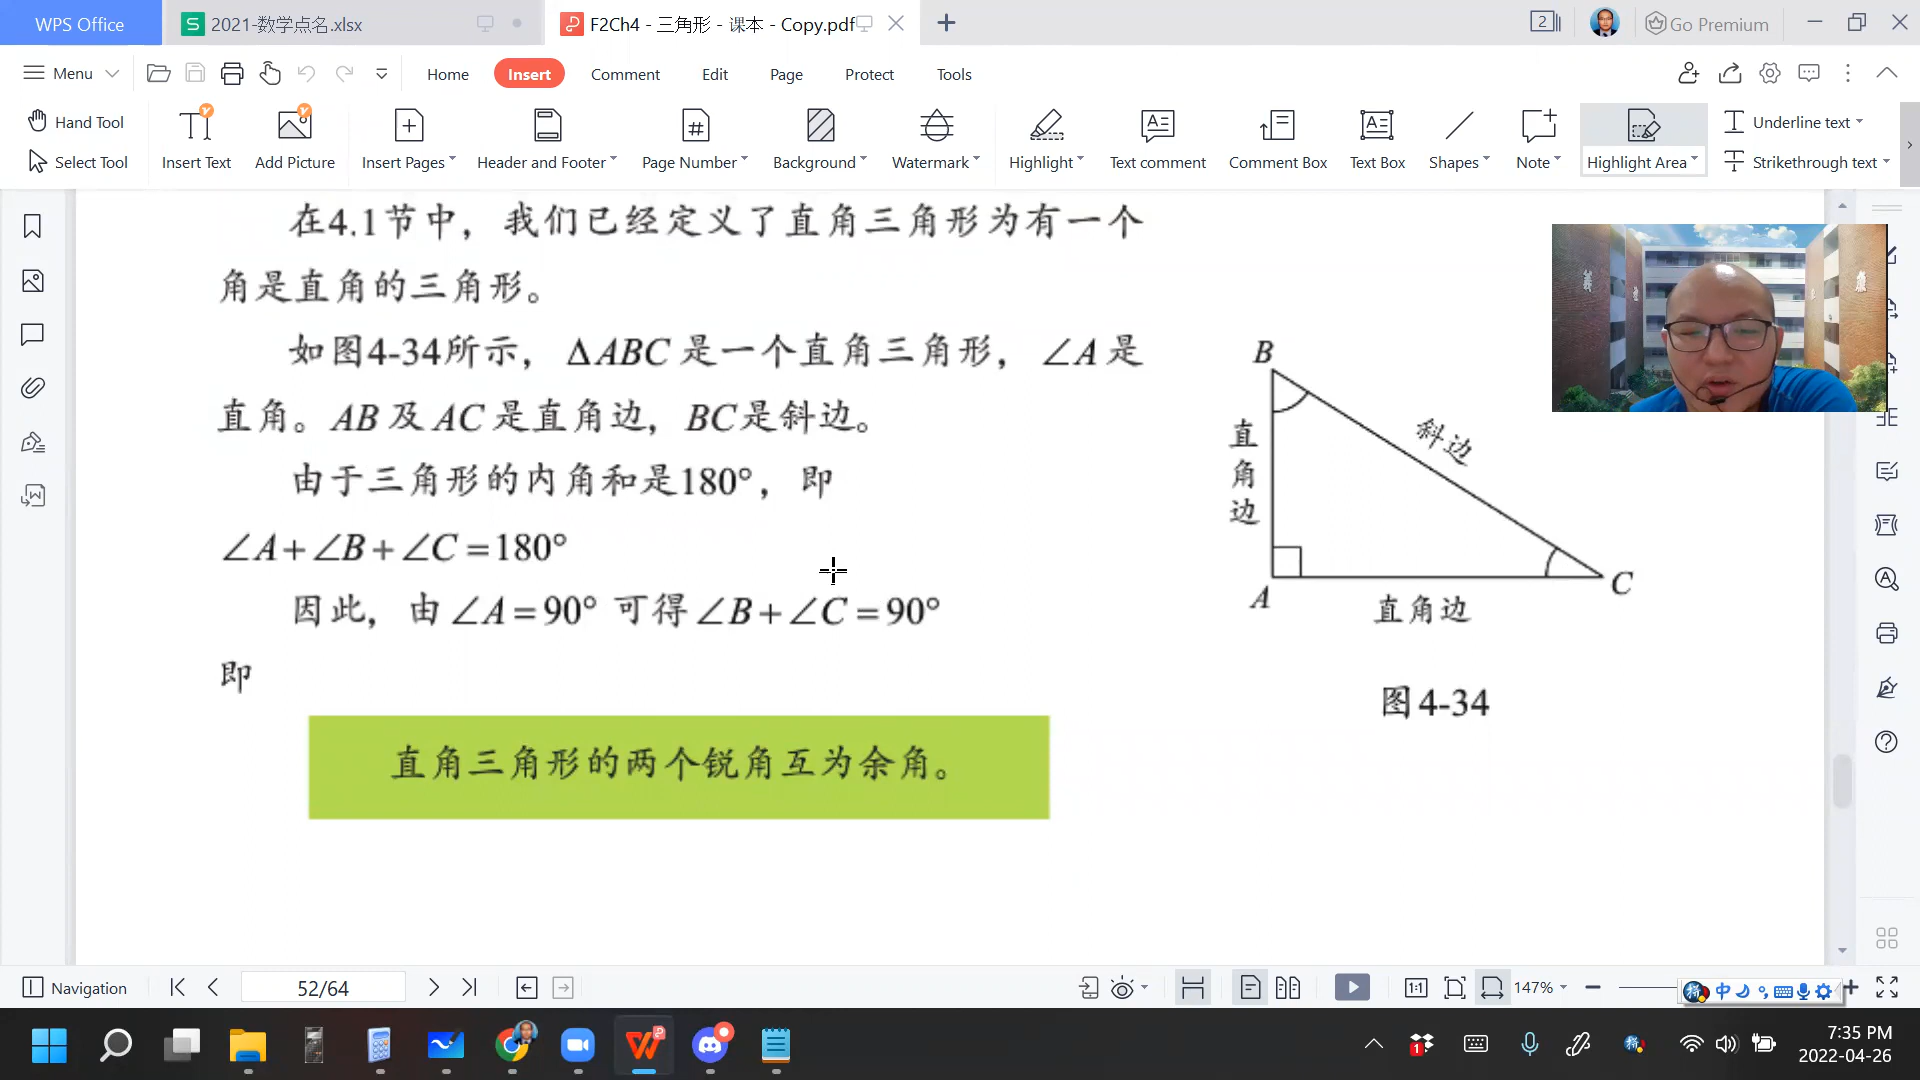 WPS Office
2021-数学点名.xlsx
F2Ch4 - 三角形 - 课本 - Copy.pdf
2
Go Premium
Menu
Home
Insert
Comment
Edit
Page
Protect
Tools
Hand Tool
Select Tool
Insert Text
Add Picture
Insert Pages
Header and Footer
Page Number
Background
Watermark
Highlight
Text comment
Comment Box
Text Box
Shapes
Note
Highlight Area
Underline text
Strikethrough text
在4.1节中，我们已经定义了直角三角形为有一个
角是直角的三角形。
如图4-34所示，ΔABC 是一个直角三角形，∠A 是
直角。AB 及 AC 是直角边，BC是斜边。
由于三角形的内角和是180°，即
∠A+∠B+∠C=180°
因此，由 ∠A=90° 可得 ∠B+∠C=90°
即
直角三角形的两个锐角互为余角。
B
直角边
斜边
A
C
直角边
图4-34
Navigation
52/64
1:1
147%
中
7:35 PM
2022-04-26
1